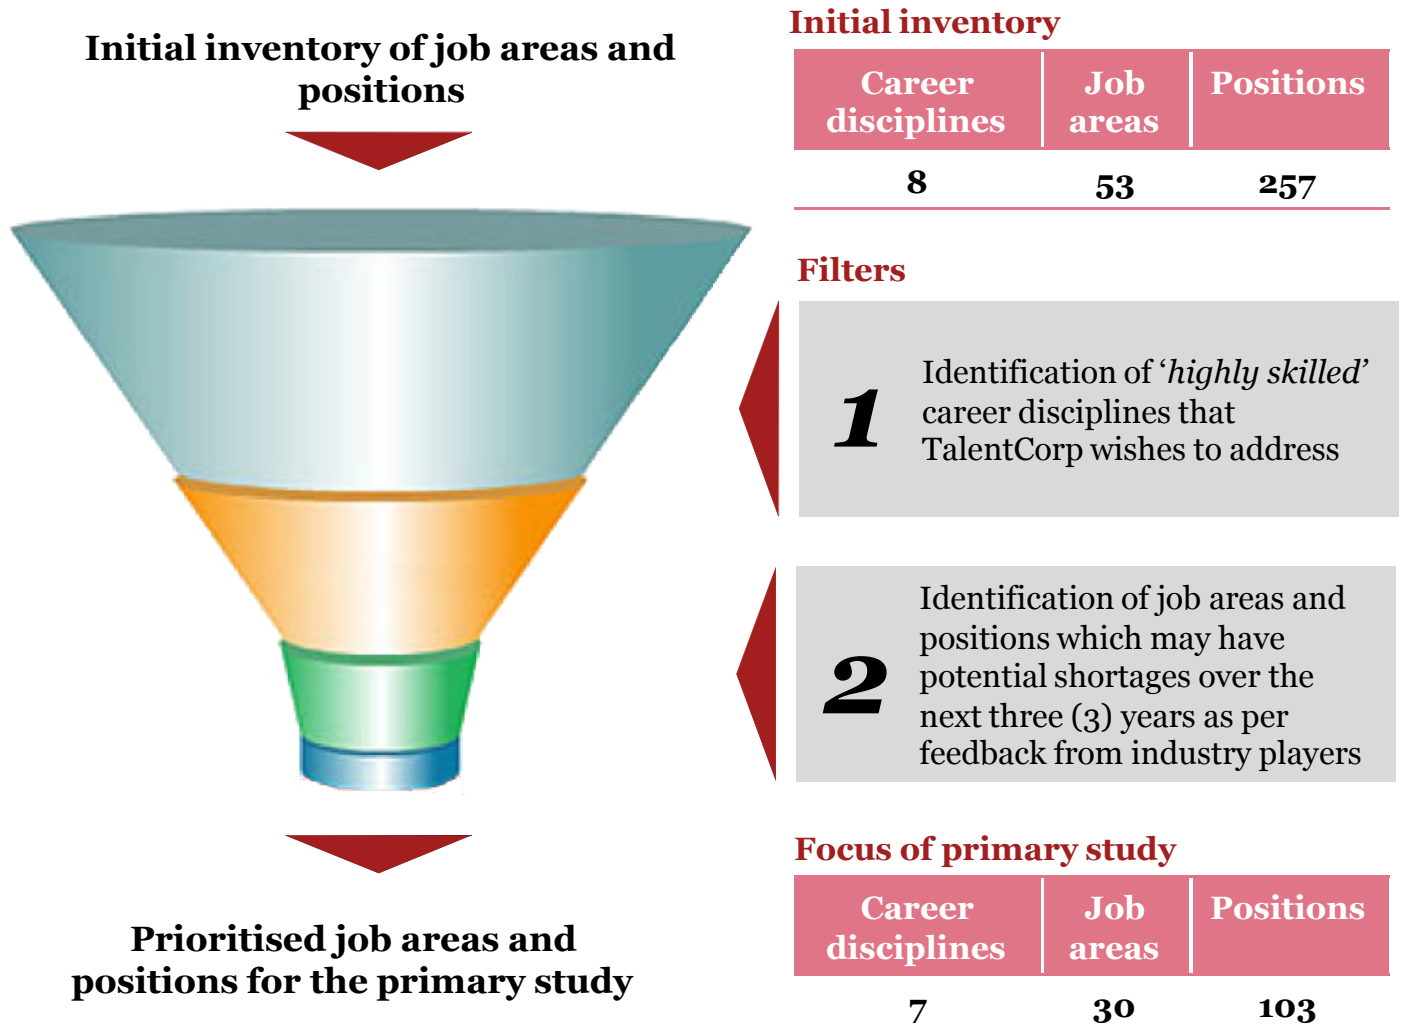 Initial inventory of job areas and
positions
Initial inventory
Career
disciplines
Job
areas
Positions
8
53
257
Filters
1
Identification of ‘highly skilled’
career disciplines that
TalentCorp wishes to address
2
Identification of job areas and
positions which may have
potential shortages over the
next three (3) years as per
feedback from industry players
Prioritised job areas and
positions for the primary study
Focus of primary study
Career
disciplines
Job
areas
Positions
7
30
103